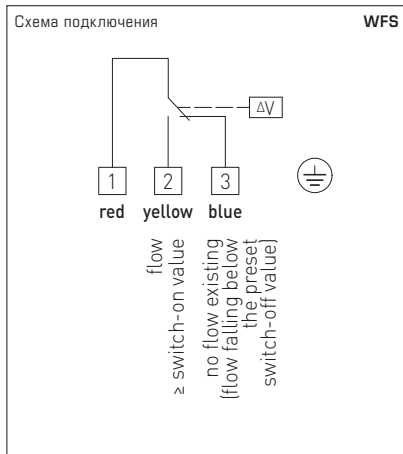 Схема подключения
WFS
ΔV
1
2
3
red
yellow
blue
flow
≥ switch-on value
no flow existing
(flow falling below
the preset
switch-off value)